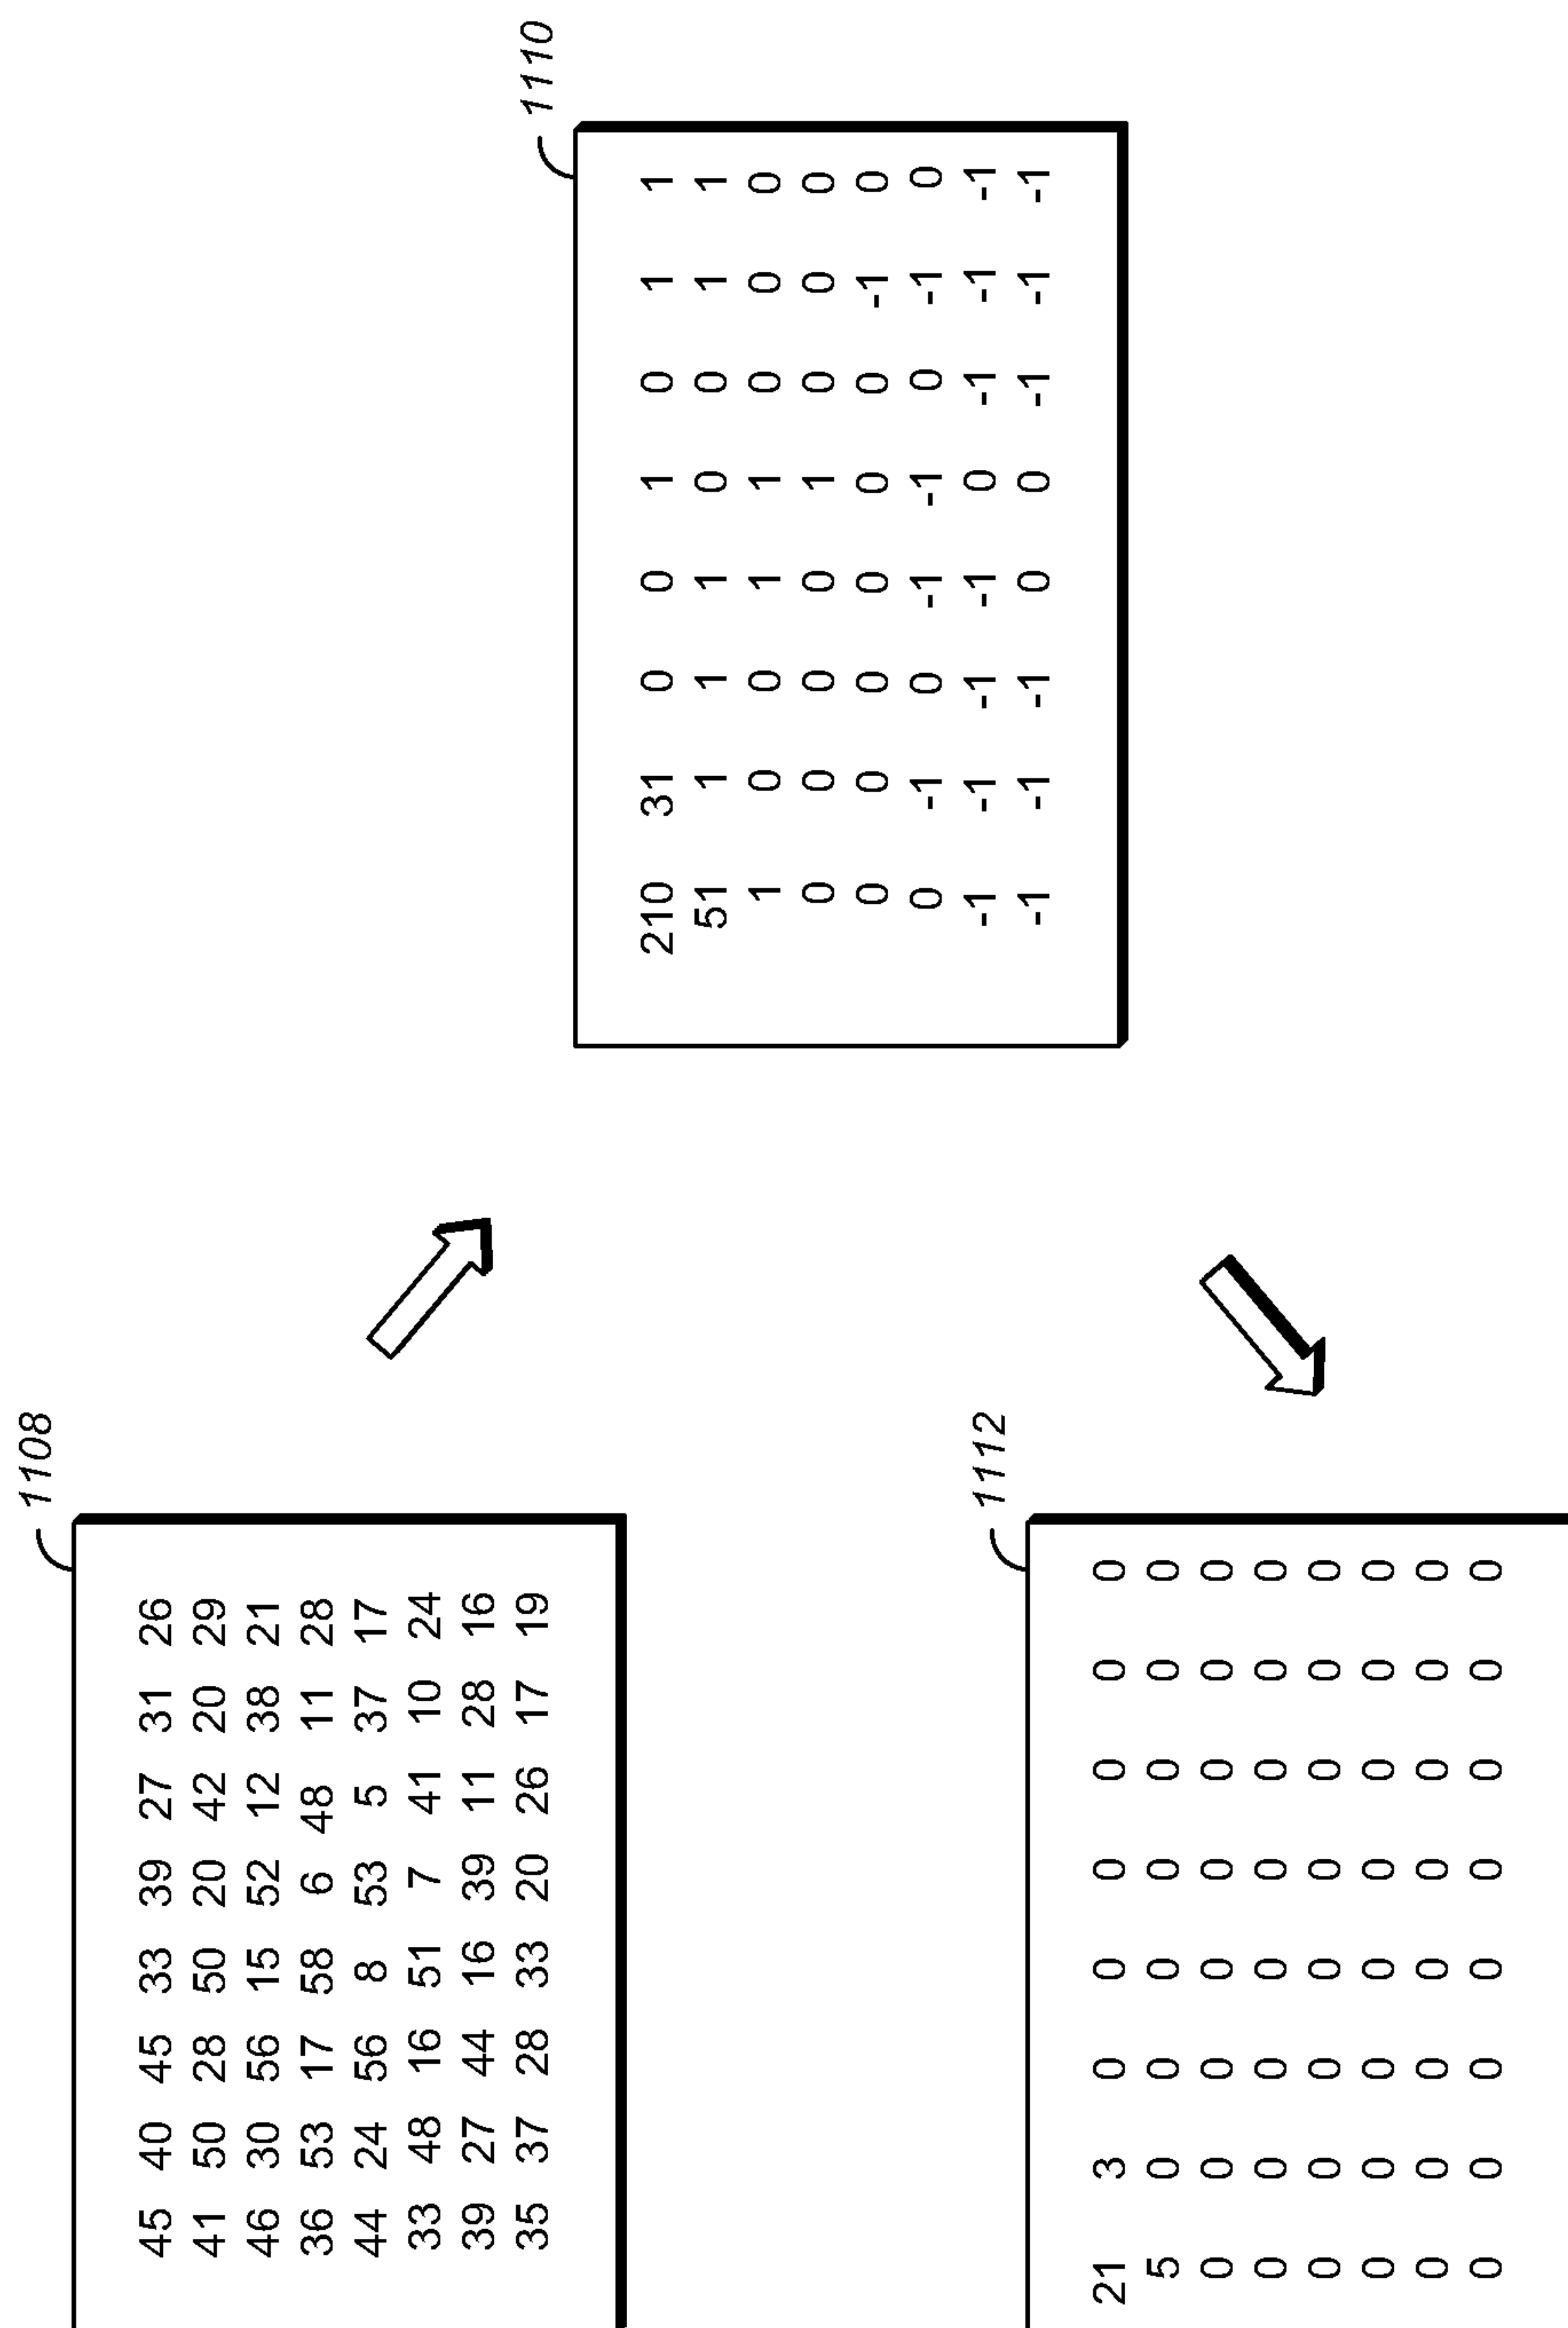 1108
45 40 45 33 39 27 31 26
41 50 28 50 20 42 20 29
46 30 56 15 52 12 38 21
36 53 17 58 6 48 11 28
44 24 56 8 53 5 37 17
33 48 16 51 7 41 10 24
39 27 44 16 39 11 28 16
35 37 28 33 20 26 17 19
1110
210 31 0 0 1 0 1 1
51 1 1 1 0 0 1 1
1 0 0 1 1 0 0 0
0 0 0 0 1 0 0 0
0 0 0 0 0 0 -1 0
0 -1 0 -1 -1 0 -1 0
-1 -1 -1 -1 0 -1 -1 -1
-1 -1 -1 0 0 -1 -1 -1
1112
21 3 0 0 0 0 0 0
5 0 0 0 0 0 0 0
0 0 0 0 0 0 0 0
0 0 0 0 0 0 0 0
0 0 0 0 0 0 0 0
0 0 0 0 0 0 0 0
0 0 0 0 0 0 0 0
0 0 0 0 0 0 0 0